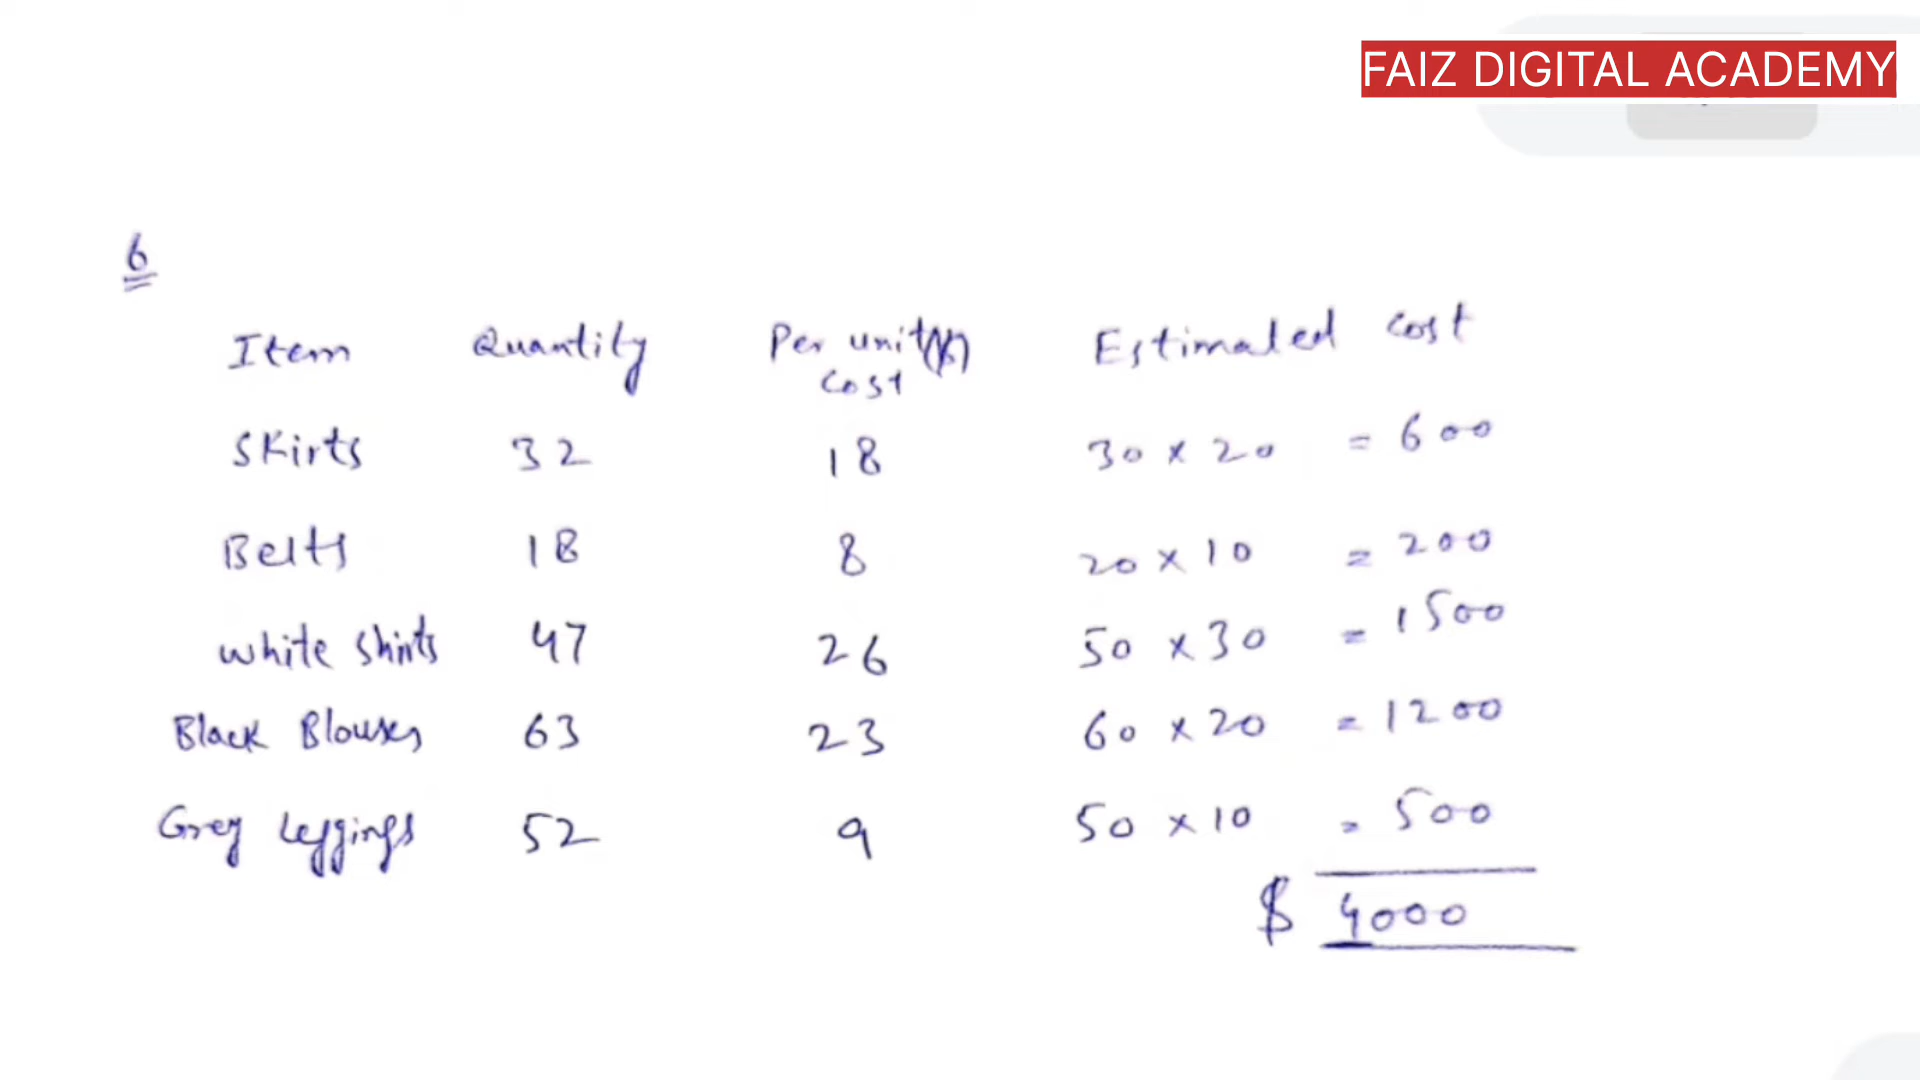 FAIZ DIGITAL ACADEMY
6
Item Quantity Per unit($) cost Estimated cost
Skirts 32 18 30 x 20 = 600
Belts 18 8 20 x 10 = 200
white shirts 47 26 50 x 30 = 1500
Black Blouses 63 23 60 x 20 = 1200
Grey leggings 52 9 50 x 10 = 500
$ 4000